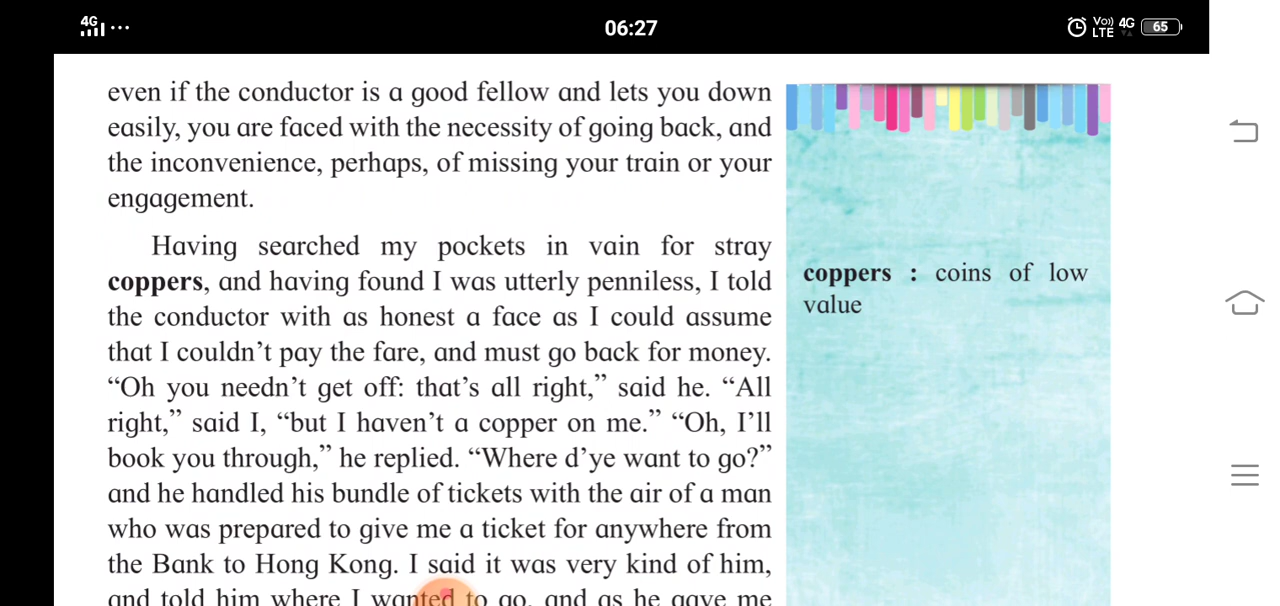 4G 06:27 Vo) LTE 4G 65
even if the conductor is a good fellow and lets you down
easily, you are faced with the necessity of going back, and
the inconvenience, perhaps, of missing your train or your
engagement.
Having searched my pockets in vain for stray
coppers, and having found I was utterly penniless, I told
the conductor with as honest a face as I could assume
that I couldn’t pay the fare, and must go back for money.
“Oh you needn’t get off: that’s all right,” said he. “All
right,” said I, “but I haven’t a copper on me.” “Oh, I’ll
book you through,” he replied. “Where d’ye want to go?”
and he handled his bundle of tickets with the air of a man
who was prepared to give me a ticket for anywhere from
the Bank to Hong Kong. I said it was very kind of him,
and told him where I wanted to go, and as he gave me
coppers : coins of low
value